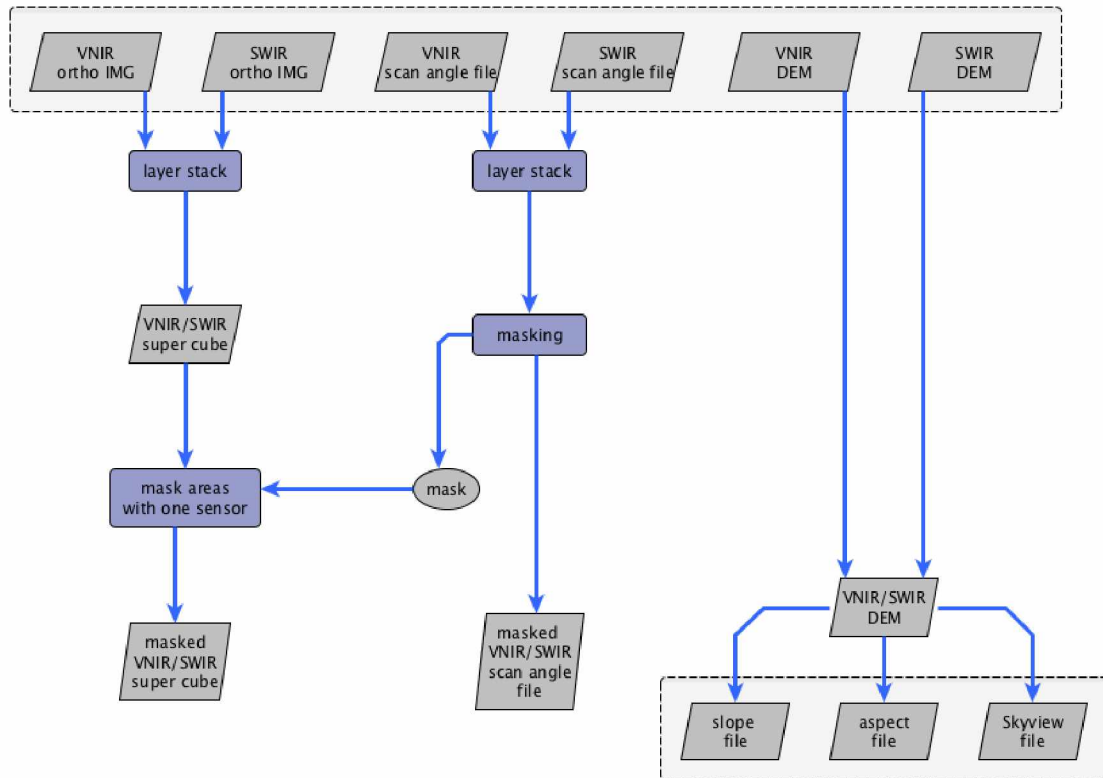 VNIR
ortho IMG
SWIR
ortho IMG
VNIR
scan angle file
SWIR
scan angle file
VNIR
DEM
SWIR
DEM
layer stack
layer stack
VNIR/SWIR
super cube
masking
mask areas
with one sensor
mask
VNIR/SWIR
DEM
masked
VNIR/SWIR
super cube
masked
VNIR/SWIR
scan angle
file
slope
file
aspect
file
Skyview
file